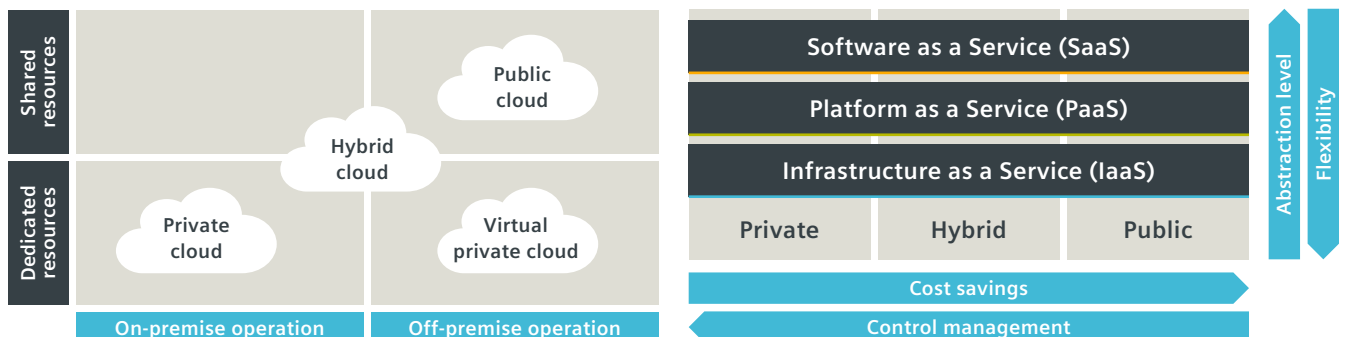 Shared
resources
Dedicated
resources
Public
cloud
Hybrid
cloud
Private
cloud
Virtual
private cloud
On-premise operation
Off-premise operation
Software as a Service (SaaS)
Platform as a Service (PaaS)
Infrastructure as a Service (IaaS)
Private
Hybrid
Public
Cost savings
Control management
Abstraction level
Flexibility